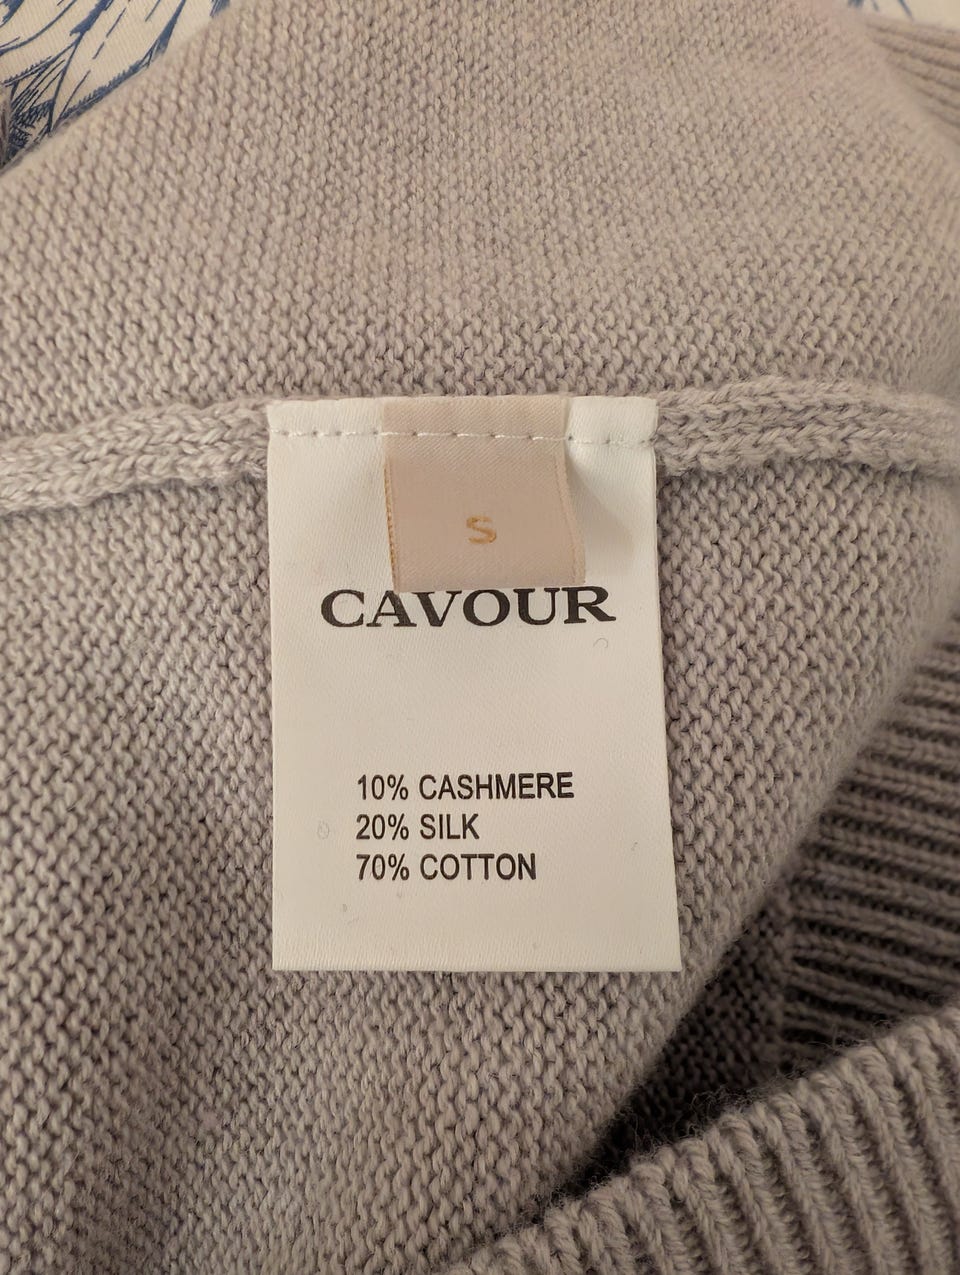 S
CAVOUR
10% CASHMERE
20% SILK
70% COTTON